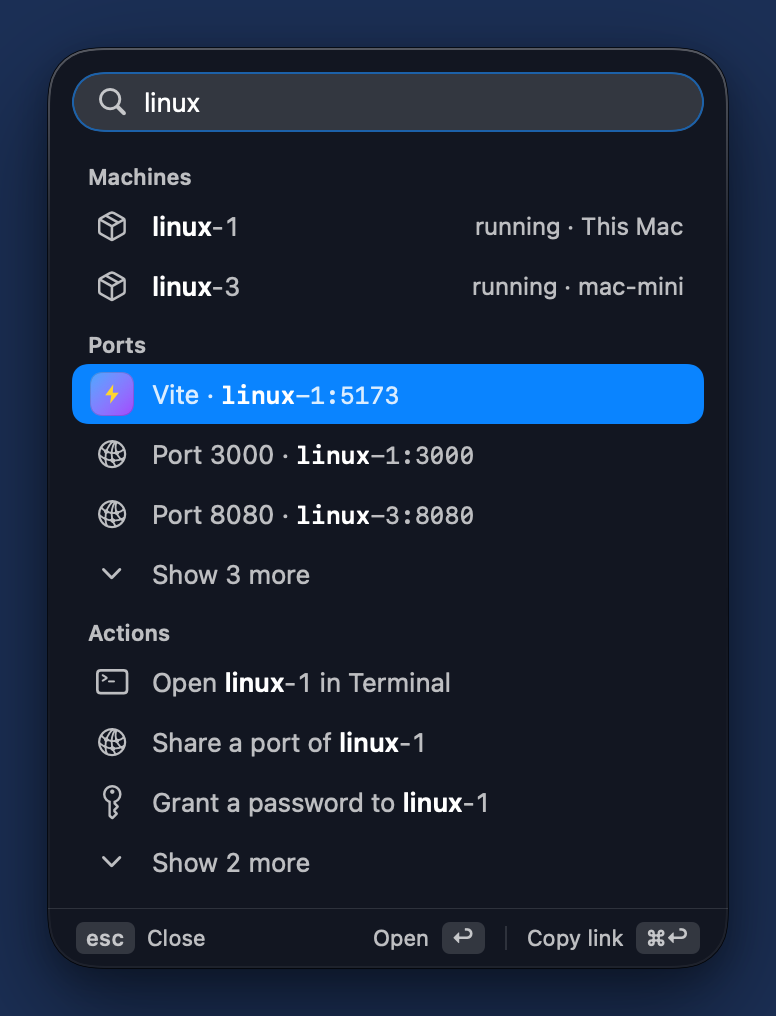 linux
Machines
linux-1 running · This Mac
linux-3 running · mac-mini
Ports
Vite · linux-1:5173
Port 3000 · linux-1:3000
Port 8080 · linux-3:8080
Show 3 more
Actions
Open linux-1 in Terminal
Share a port of linux-1
Grant a password to linux-1
Show 2 more
esc Close Open ↩ Copy link ⌘↩